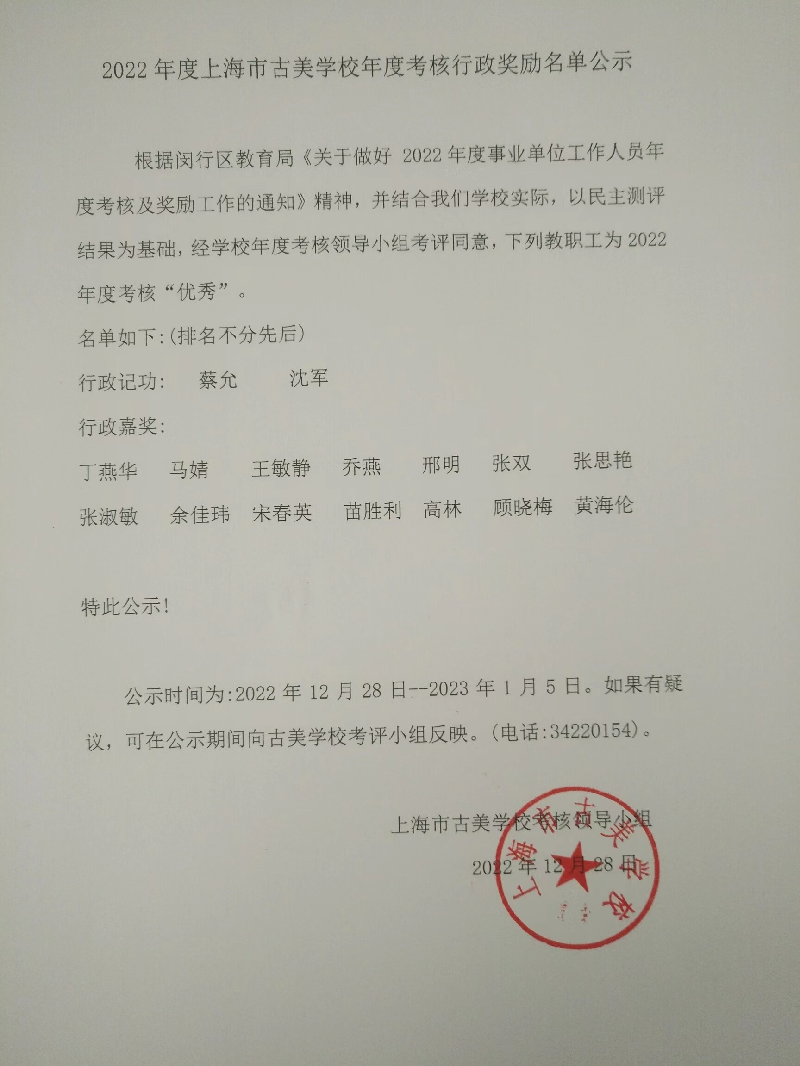 2022 年度上海市古美学校年度考核行政奖励名单公示
根据闵行区教育局《关于做好 2022 年度事业单位工作人员年
度考核及奖励工作的通知》精神，并结合我们学校实际，以民主测评
结果为基础，经学校年度考核领导小组考评同意，下列教职工为 2022
年度考核“优秀”。
名单如下:(排名不分先后)
行政记功: 蔡允 沈军
行政嘉奖:
丁燕华 马婧 王敏静 乔燕 邢明 张双 张思艳
张淑敏 余佳玮 宋春英 苗胜利 高林 顾晓梅 黄海伦
特此公示!
公示时间为:2022 年 12 月 28 日--2023 年 1 月 5 日。如果有疑
议，可在公示期间向古美学校考评小组反映。(电话:34220154)。
上海市古美学校考核领导小组
2022 年 12 月 28 日
上海市古美学校